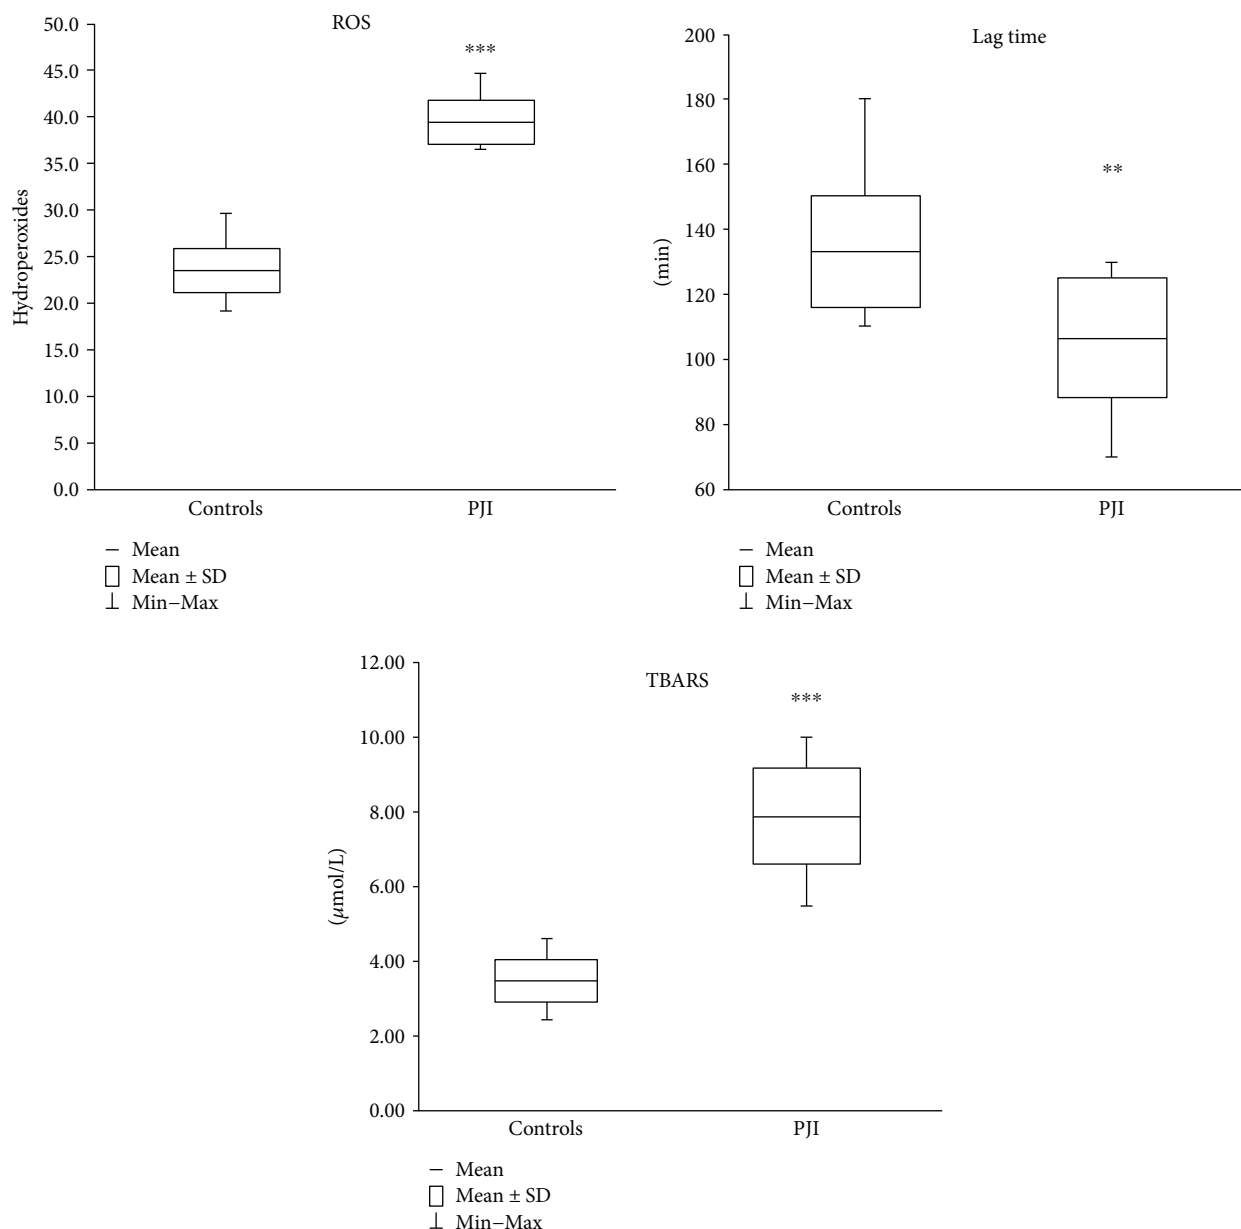 ROS
***
50.0
45.0
40.0
35.0
30.0
25.0
20.0
15.0
10.0
5.0
0.0
Hydroperoxides
Controls PJI
– Mean
Mean ± SD
Min–Max
Lag time
**
200
180
160
140
120
100
80
60
(min)
Controls PJI
– Mean
Mean ± SD
Min–Max
TBARS
***
12.00
10.00
8.00
6.00
4.00
2.00
0.00
(µmol/L)
Controls PJI
– Mean
Mean ± SD
Min–Max